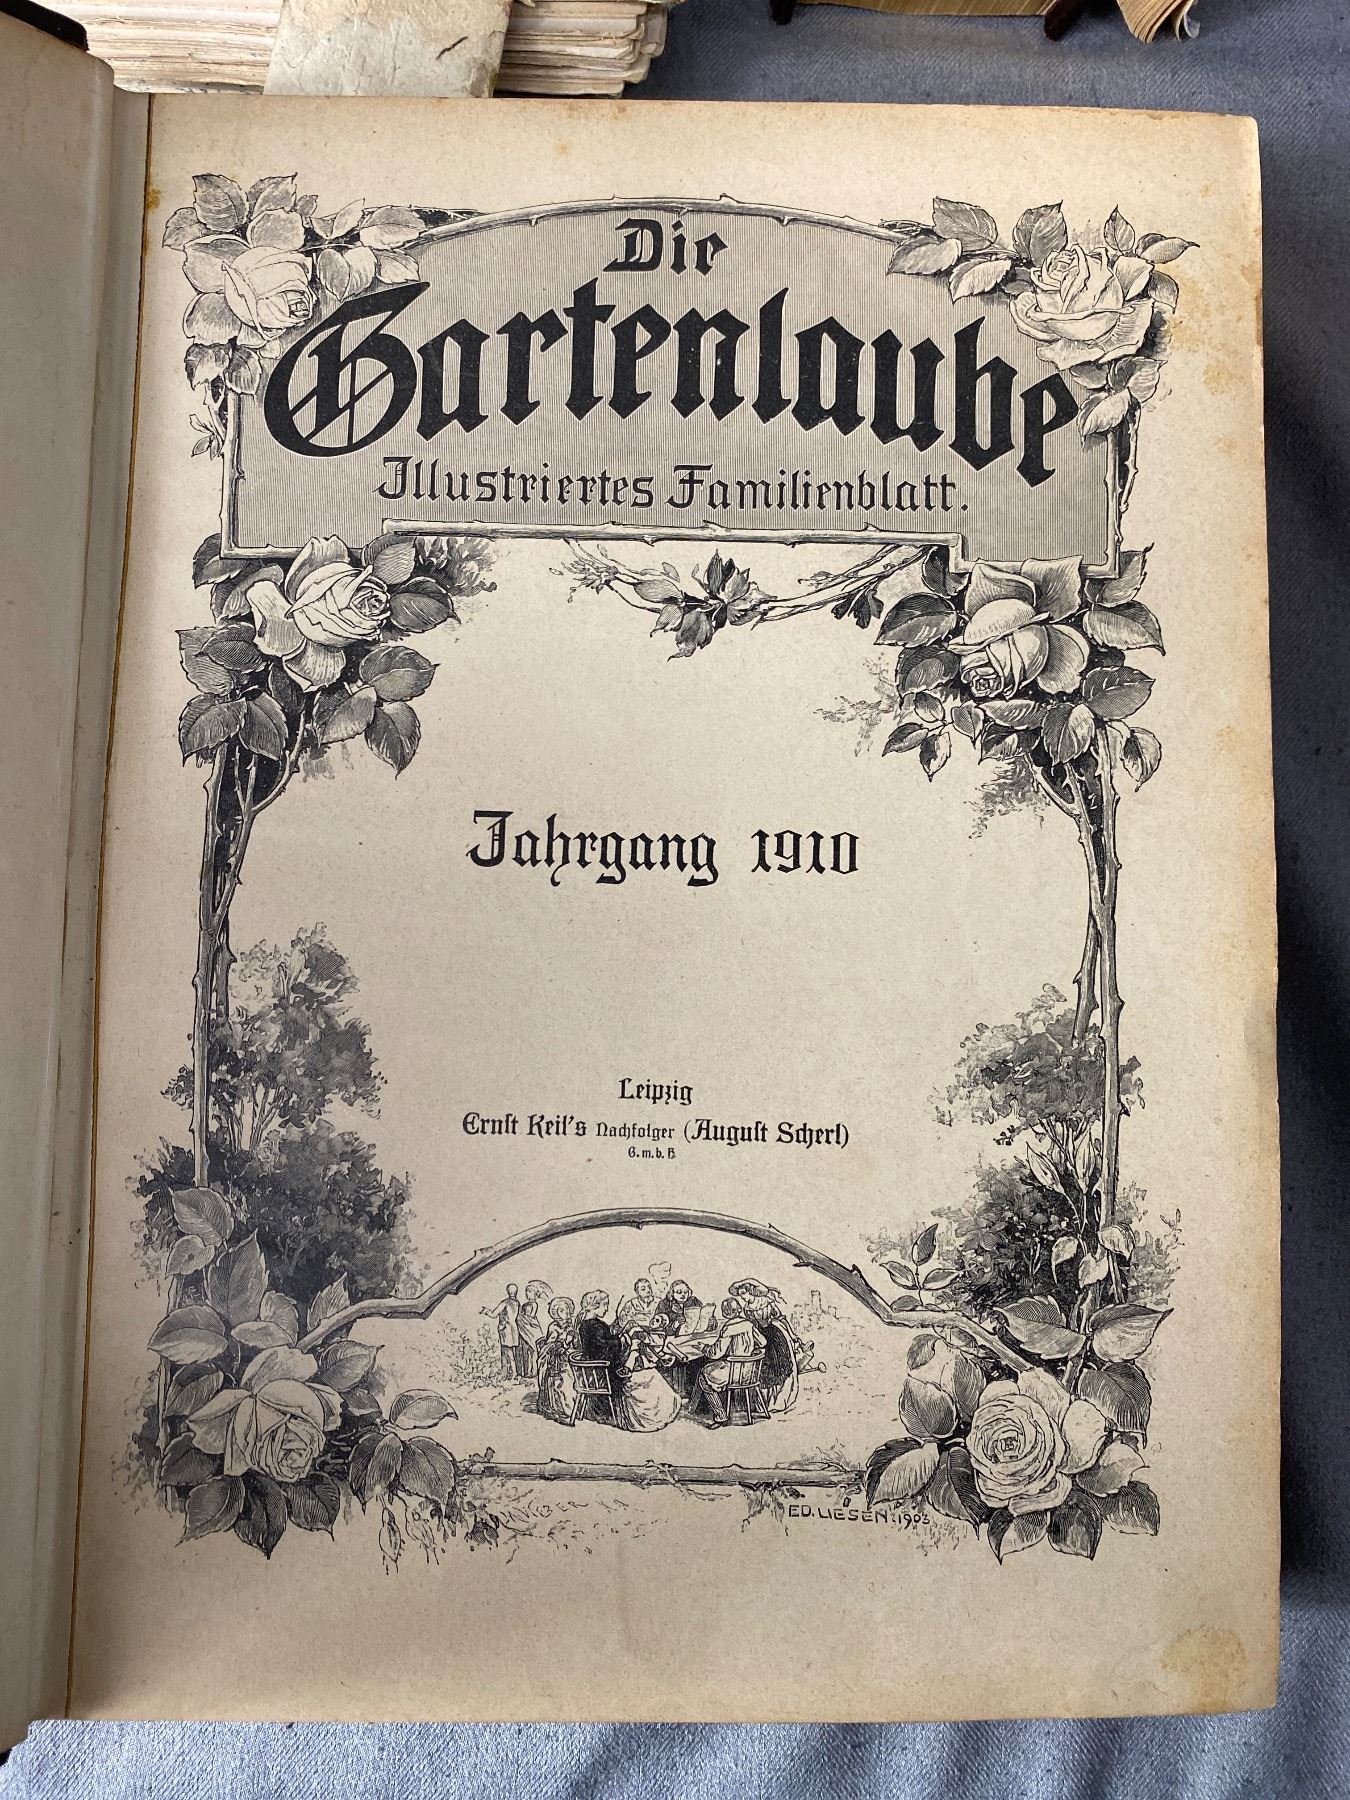 Die
Gartenlaube
Illustriertes Familienblatt.
Jahrgang 1910
Leipzig
Ernst Keil's Nachfolger (August Scherl)
G.m.b.H
ED. LIESEN. 1903